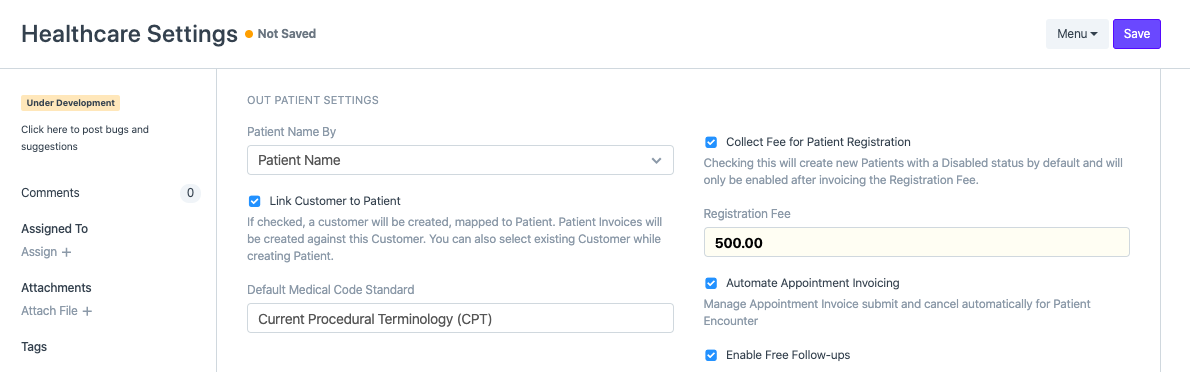 Healthcare Settings
Not Saved
Menu
Save
Under Development
Click here to post bugs and
suggestions
Comments
0
Assigned To
Assign +
Attachments
Attach File +
Tags
OUT PATIENT SETTINGS
Patient Name By
Patient Name
Link Customer to Patient
If checked, a customer will be created, mapped to Patient. Patient Invoices will
be created against this Customer. You can also select existing Customer while
creating Patient.
Default Medical Code Standard
Current Procedural Terminology (CPT)
Collect Fee for Patient Registration
Checking this will create new Patients with a Disabled status by default and will
only be enabled after invoicing the Registration Fee.
Registration Fee
500.00
Automate Appointment Invoicing
Manage Appointment Invoice submit and cancel automatically for Patient
Encounter
Enable Free Follow-ups